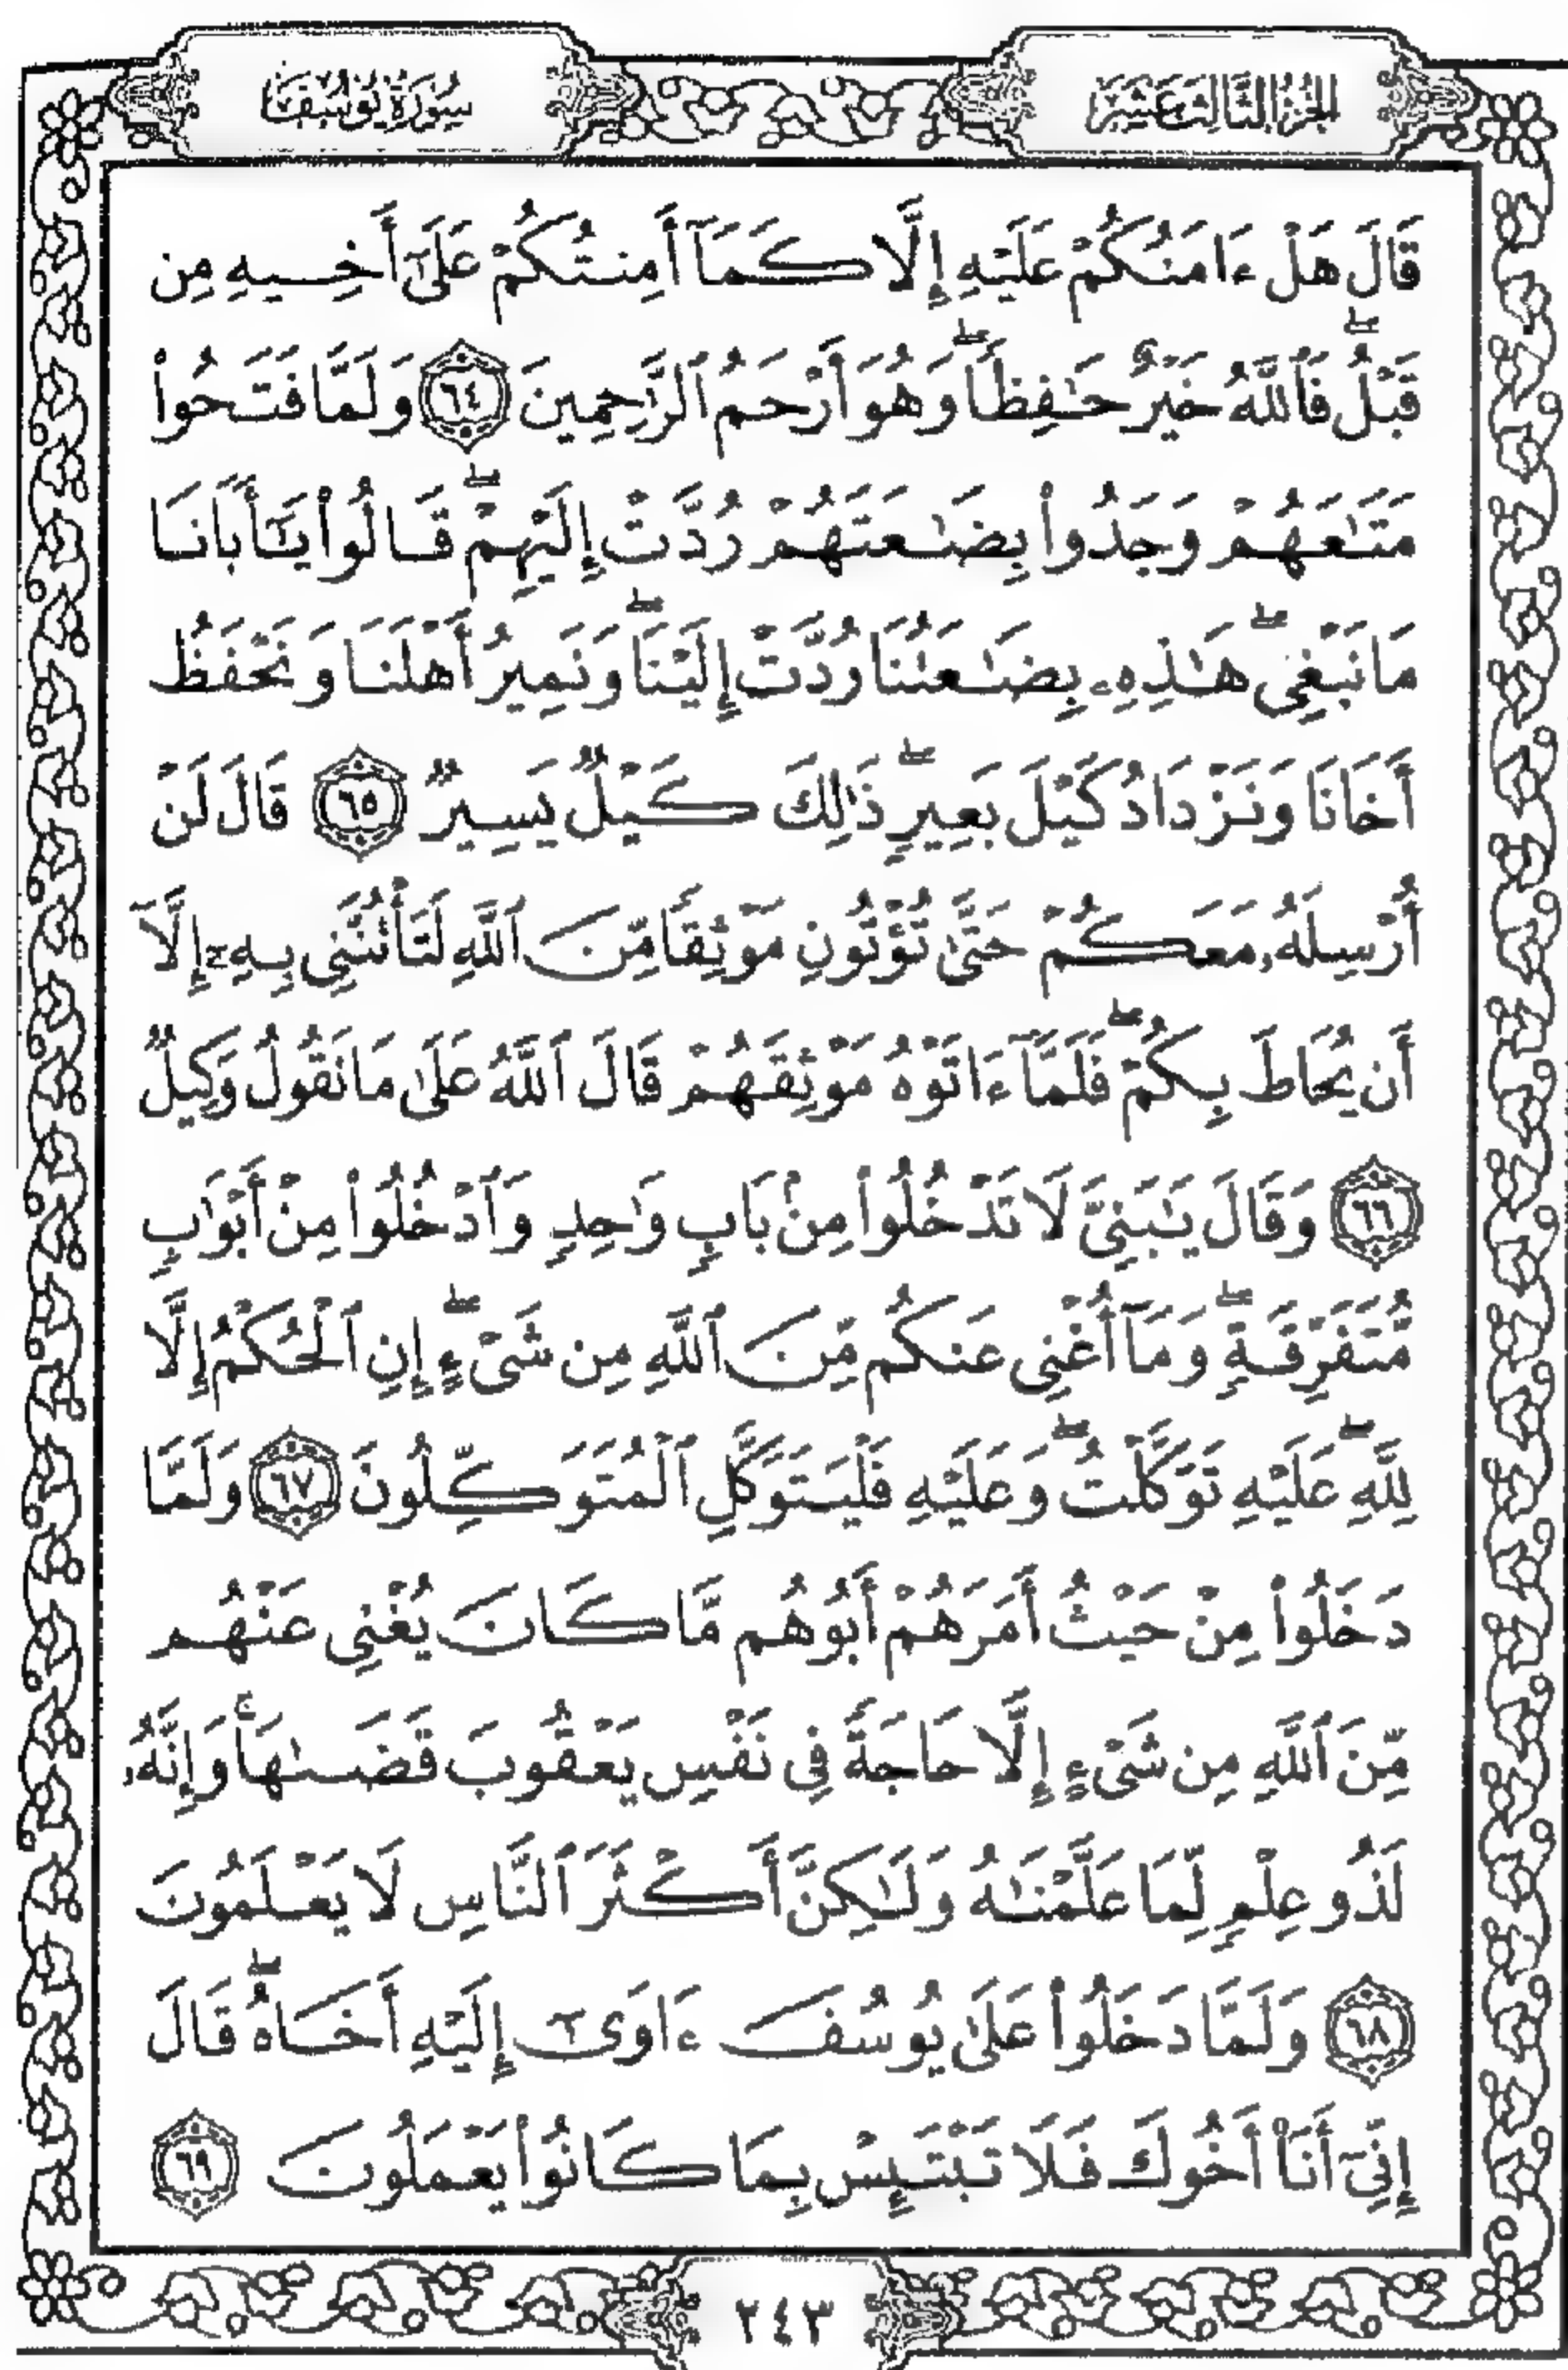 الجزء الثالث عشر
سورة يوسف
قَالَ هَلْ ءَامَنُكُمْ عَلَيْهِ إِلَّا كَمَآ أَمِنتُكُمْ عَلَىٰٓ أَخِيهِ مِن
قَبْلُ ۖ فَٱللَّهُ خَيْرٌ حَـٰفِظًا ۖ وَهُوَ أَرْحَمُ ٱلرَّٰحِمِينَ ٦٤ وَلَمَّا فَتَحُوا۟
مَتَـٰعَهُمْ وَجَدُوا۟ بِضَـٰعَتَهُمْ رُدَّتْ إِلَيْهِمْ ۖ قَالُوا۟ يَـٰٓأَبَانَا
مَا نَبْغِى ۖ هَـٰذِهِۦ بِضَـٰعَتُنَا رُدَّتْ إِلَيْنَا ۖ وَنَمِيرُ أَهْلَنَا وَنَحْفَظُ
أَخَانَا وَنَزْدَادُ كَيْلَ بَعِيرٍ ۖ ذَٰلِكَ كَيْلٌ يَسِيرٌ ٦٥ قَالَ لَنْ
أُرْسِلَهُۥ مَعَكُمْ حَتَّىٰ تُؤْتُونِ مَوْثِقًا مِّنَ ٱللَّهِ لَتَأْتُنَّنِى بِهِۦٓ إِلَّآ
أَن يُحَاطَ بِكُمْ ۖ فَلَمَّآ ءَاتَوْهُ مَوْثِقَهُمْ قَالَ ٱللَّهُ عَلَىٰ مَا نَقُولُ وَكِيلٌ
٦٦ وَقَالَ يَـٰبَنِىَّ لَا تَدْخُلُوا۟ مِنۢ بَابٍ وَٰحِدٍ وَٱدْخُلُوا۟ مِنْ أَبْوَٰبٍ
مُّتَفَرِّقَةٍ ۖ وَمَآ أُغْنِى عَنكُم مِّنَ ٱللَّهِ مِن شَىْءٍ ۖ إِنِ ٱلْحُكْمُ إِلَّا
لِلَّهِ ۖ عَلَيْهِ تَوَكَّلْتُ ۖ وَعَلَيْهِ فَلْيَتَوَكَّلِ ٱلْمُتَوَكِّلُونَ ٦٧ وَلَمَّا
دَخَلُوا۟ مِنْ حَيْثُ أَمَرَهُمْ أَبُوهُم مَّا كَانَ يُغْنِى عَنْهُم
مِّنَ ٱللَّهِ مِن شَىْءٍ إِلَّا حَاجَةً فِى نَفْسِ يَعْقُوبَ قَضَىٰهَا ۚ وَإِنَّهُۥ
لَذُو عِلْمٍ لِّمَا عَلَّمْنَـٰهُ وَلَـٰكِنَّ أَكْثَرَ ٱلنَّاسِ لَا يَعْلَمُونَ
٦٨ وَلَمَّا دَخَلُوا۟ عَلَىٰ يُوسُفَ ءَاوَىٰٓ إِلَيْهِ أَخَاهُ ۖ قَالَ
إِنِّىٓ أَنَا۠ أَخُوكَ فَلَا تَبْتَئِسْ بِمَا كَانُوا۟ يَعْمَلُونَ ٦٩
٢٤٣